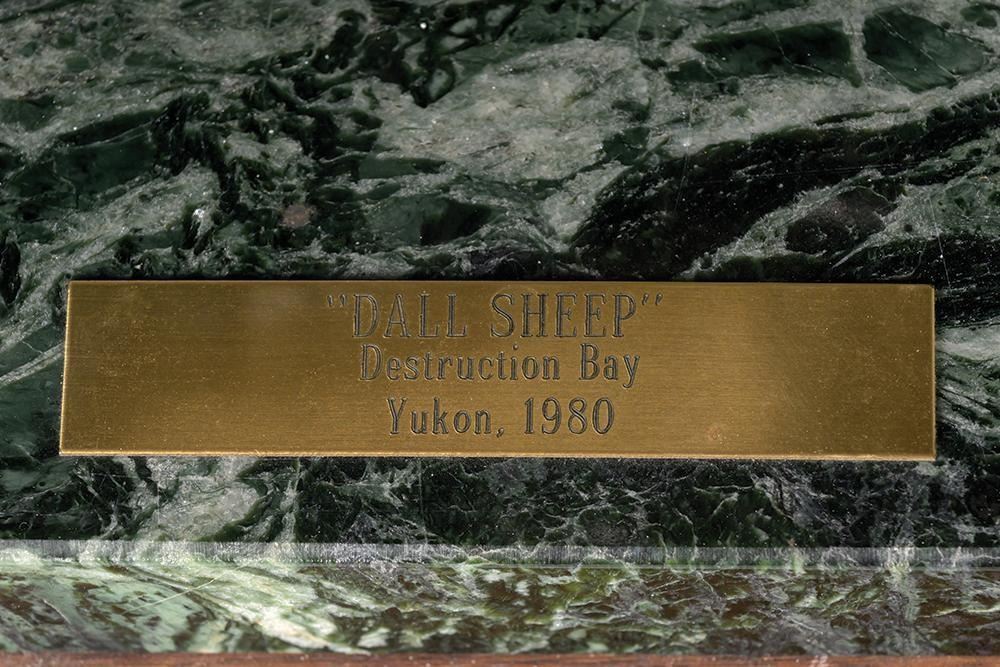 "DALL SHEEP"
Destruction Bay
Yukon, 1980